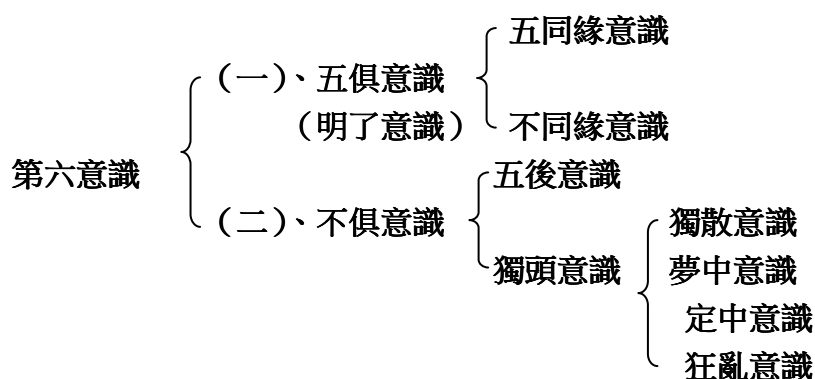 五同緣意識
（一）、五俱意識
（明了意識）
不同緣意識
第六意識
五後意識
（二）、不俱意識
獨散意識
獨頭意識
夢中意識
定中意識
狂亂意識